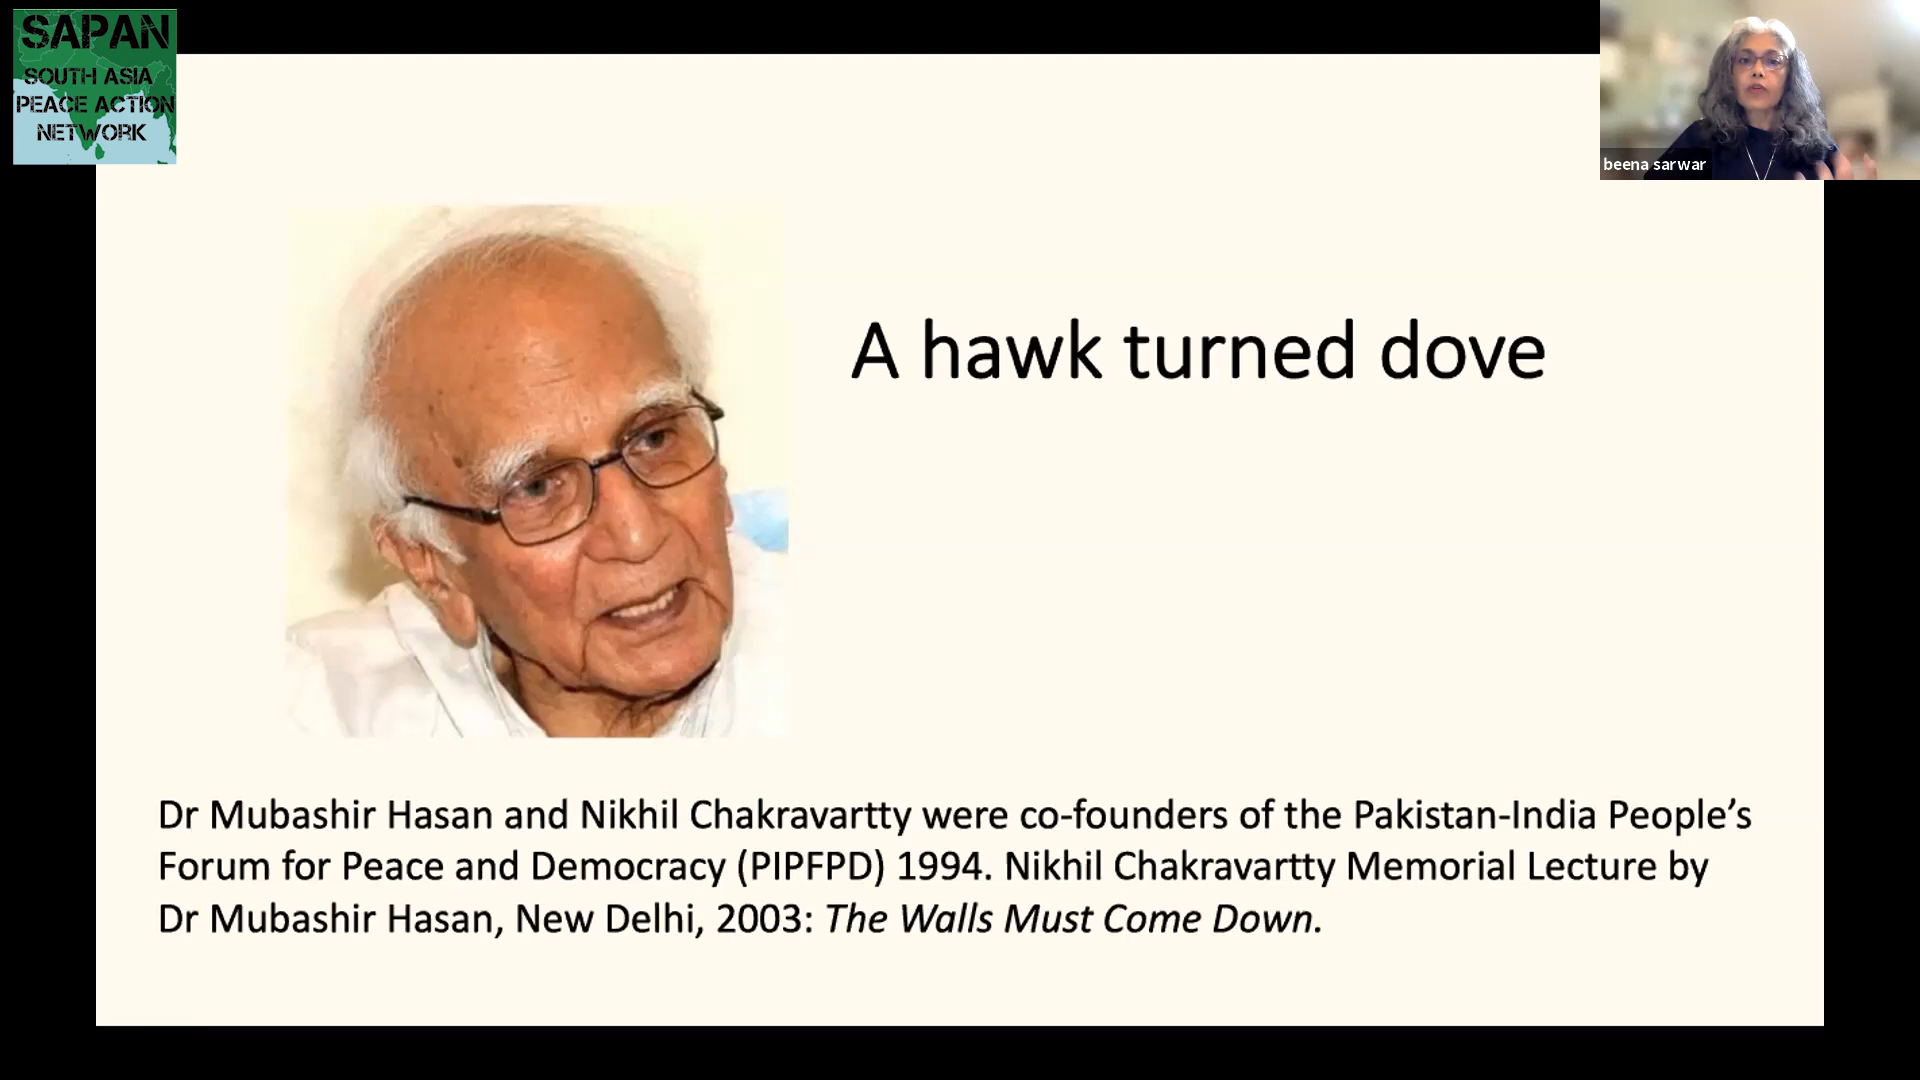 SAPAN
SOUTH ASIA
PEACE ACTION
NETWORK
beena sarwar
A hawk turned dove
Dr Mubashir Hasan and Nikhil Chakravartty were co-founders of the Pakistan-India People’s
Forum for Peace and Democracy (PIPFPD) 1994. Nikhil Chakravartty Memorial Lecture by
Dr Mubashir Hasan, New Delhi, 2003: The Walls Must Come Down.